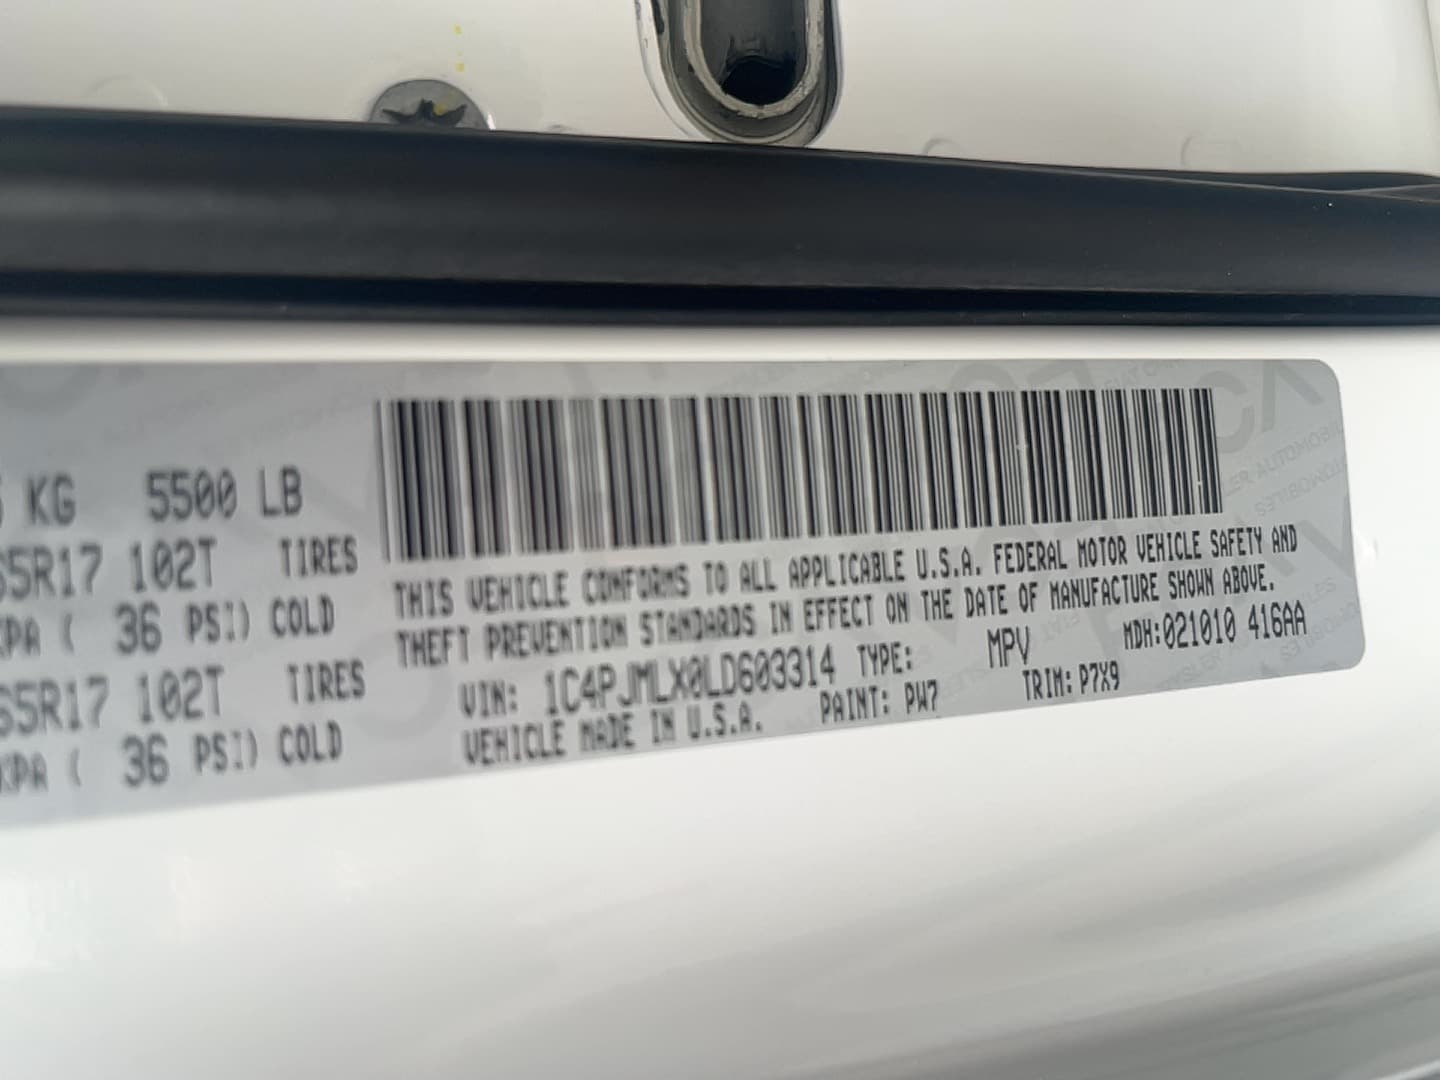 KG 5500 LB
65R17 102T TIRES
KPA ( 36 PSI) COLD
65R17 102T TIRES
KPA ( 36 PSI) COLD
THIS VEHICLE CONFORMS TO ALL APPLICABLE U.S.A. FEDERAL MOTOR VEHICLE SAFETY AND
THEFT PREVENTION STANDARDS IN EFFECT ON THE DATE OF MANUFACTURE SHOWN ABOVE.
VIN: 1C4PJMLX0LD603314 TYPE: MPV MDH:021010 416AA
VEHICLE MADE IN U.S.A. PAINT: PW7 TRIM: P7X9